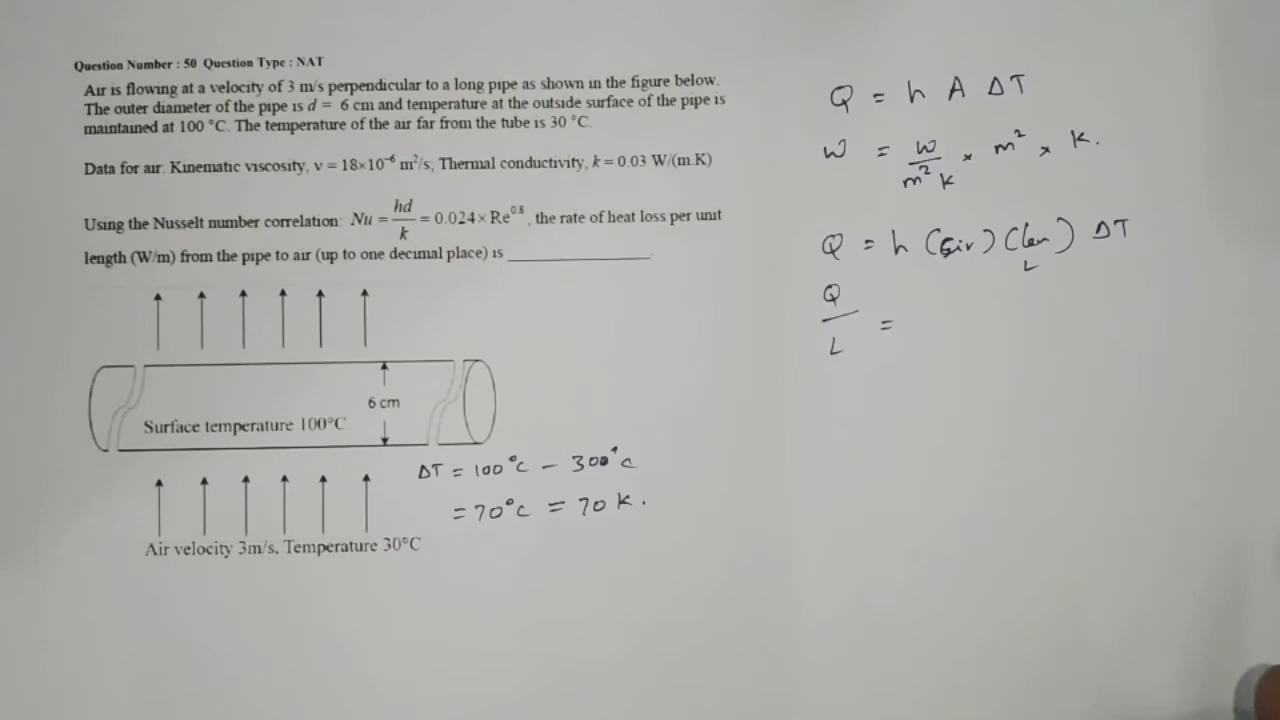 Question Number : 50 Question Type : NAT
Air is flowing at a velocity of 3 m/s perpendicular to a long pipe as shown in the figure below.
The outer diameter of the pipe is d = 6 cm and temperature at the outside surface of the pipe is
maintained at 100 °C. The temperature of the air far from the tube is 30 °C.
Data for air: Kinematic viscosity, ν = 18×10⁻⁶ m²/s; Thermal conductivity, k = 0.03 W/(m.K)
Using the Nusselt number correlation: Nu = hd/k = 0.024 × Re^0.8, the rate of heat loss per unit
length (W/m) from the pipe to air (up to one decimal place) is ____________
6 cm
Surface temperature 100°C
Air velocity 3m/s, Temperature 30°C
ΔT = 100°C – 300°C
= 70°C = 70 K.
Q = h A ΔT
W = W/m² K × m² × K.
Q = h (Cir) (len) ΔT
L
Q/L =